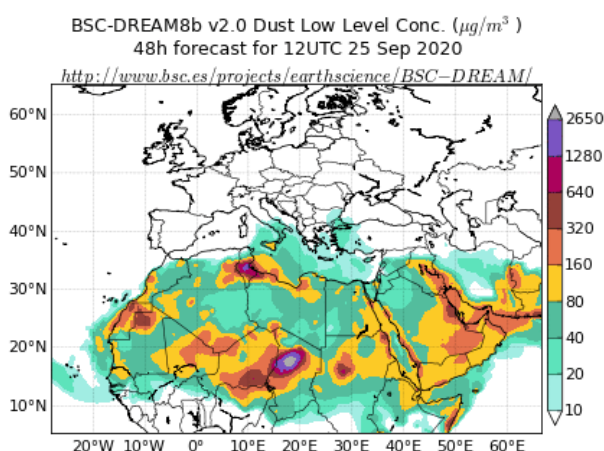 BSC-DREAM8b v2.0 Dust Low Level Conc. (μg/m³ )
48h forecast for 12UTC 25 Sep 2020
http://www.bsc.es/projects/earthscience/BSC−DREAM/
60°N
50°N
40°N
30°N
20°N
10°N
20°W 10°W 0° 10°E 20°E 30°E 40°E 50°E 60°E
2650
1280
640
320
160
80
40
20
10